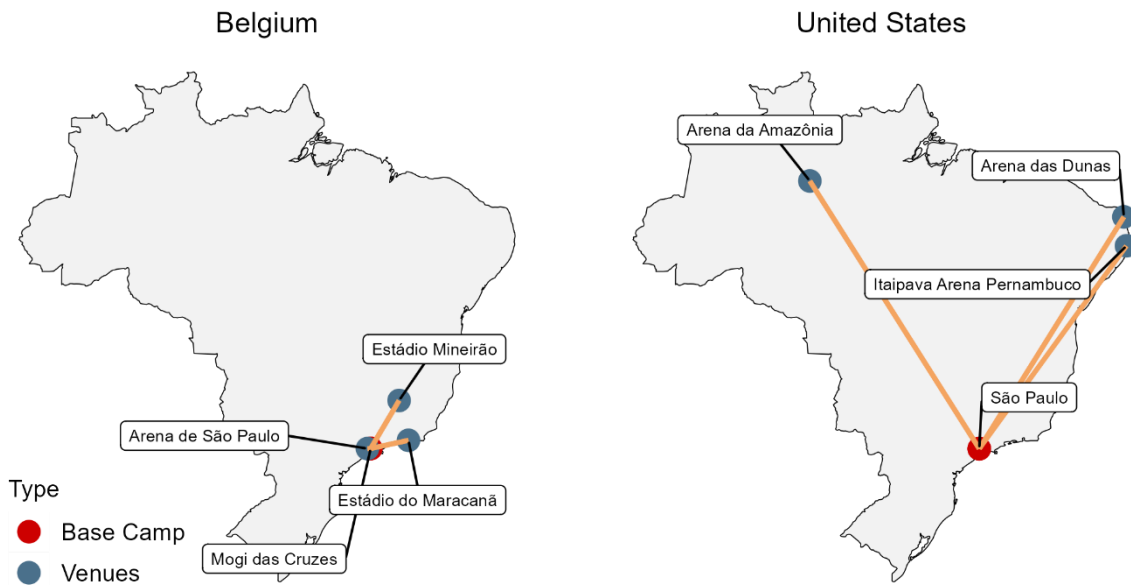 Belgium
United States
Arena da Amazônia
Arena das Dunas
Itaipava Arena Pernambuco
Estádio Mineirão
São Paulo
Arena de São Paulo
Estádio do Maracanã
Mogi das Cruzes
Type
Base Camp
Venues